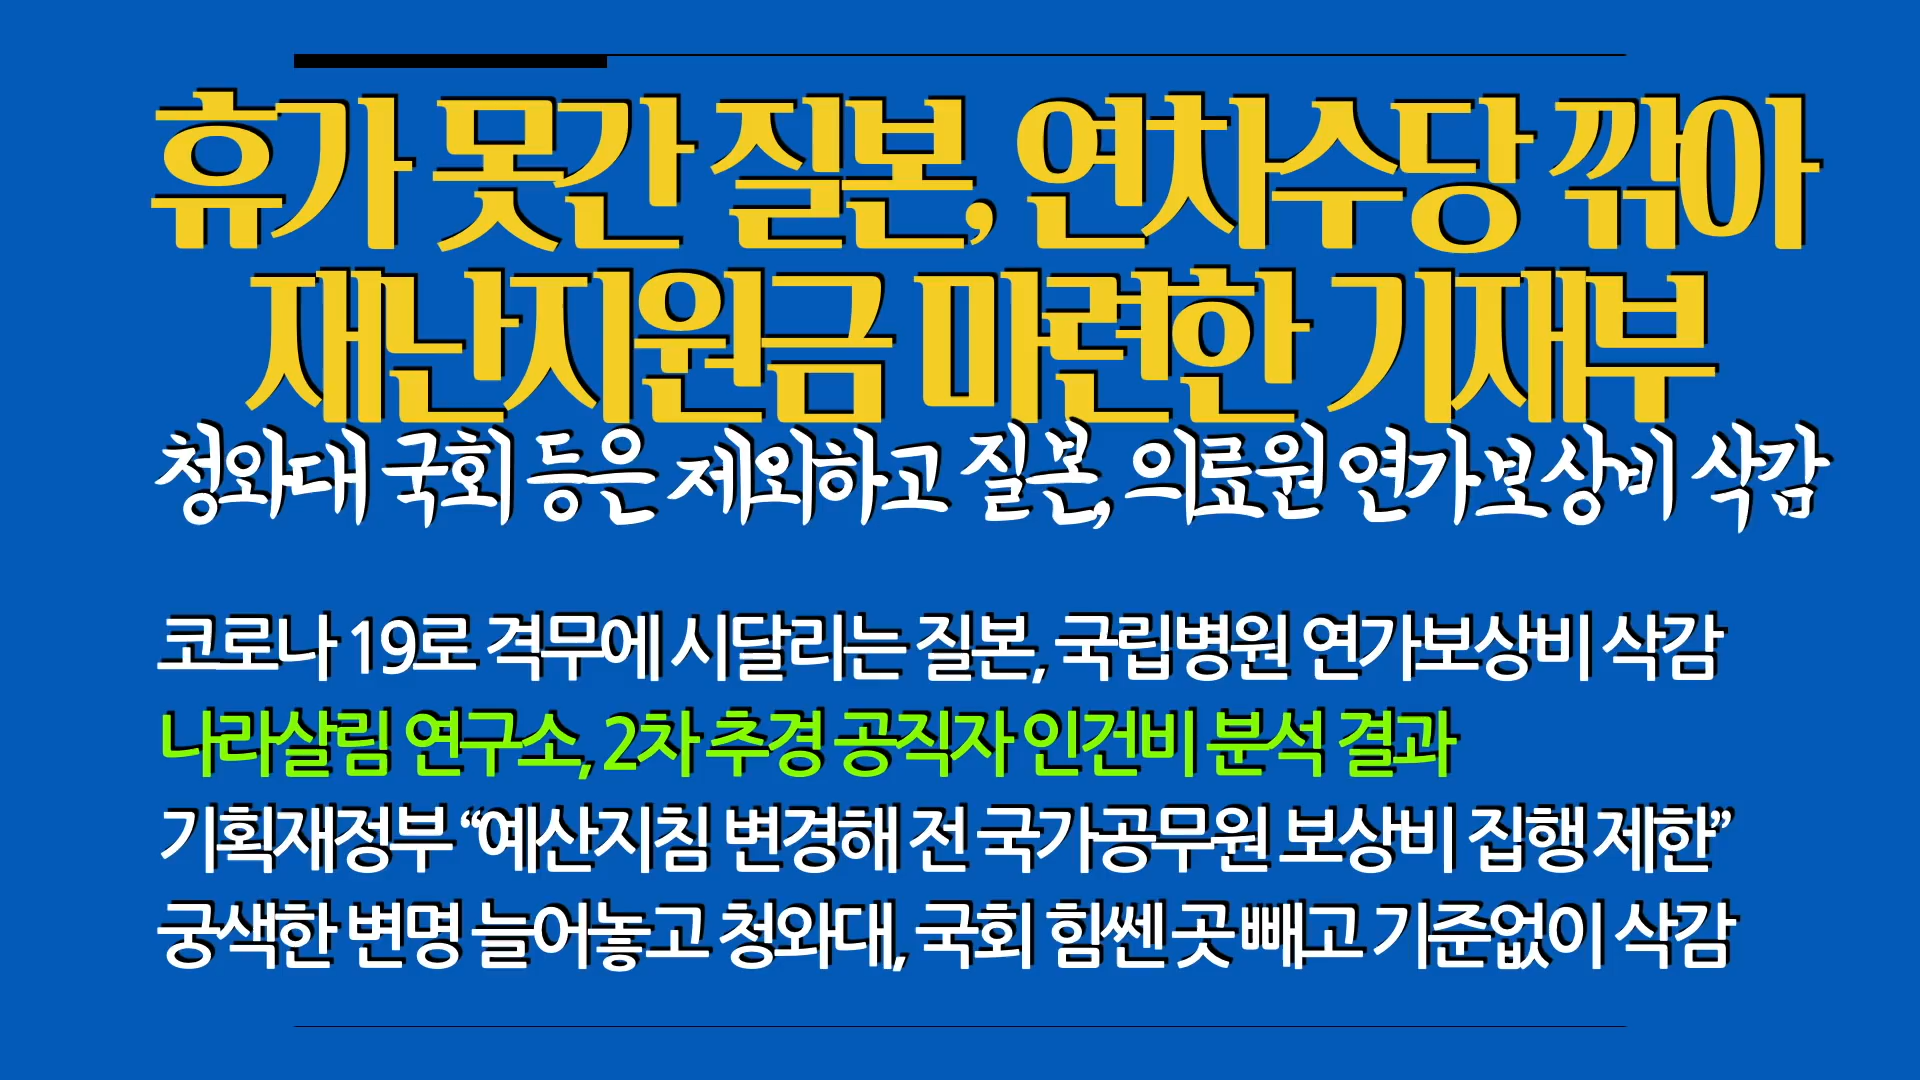 휴가 못간 질본, 연차수당 깎아
재난지원금 마련한 기재부
청와대 국회 등은 제외하고 질본, 의료원 연가보상비 삭감
코로나 19로 격무에 시달리는 질본, 국립병원 연가보상비 삭감
나라살림 연구소, 2차 추경 공직자 인건비 분석 결과
기획재정부 “예산지침 변경해 전 국가공무원 보상비 집행 제한”
궁색한 변명 늘어놓고 청와대, 국회 힘쎈 곳 빼고 기준없이 삭감